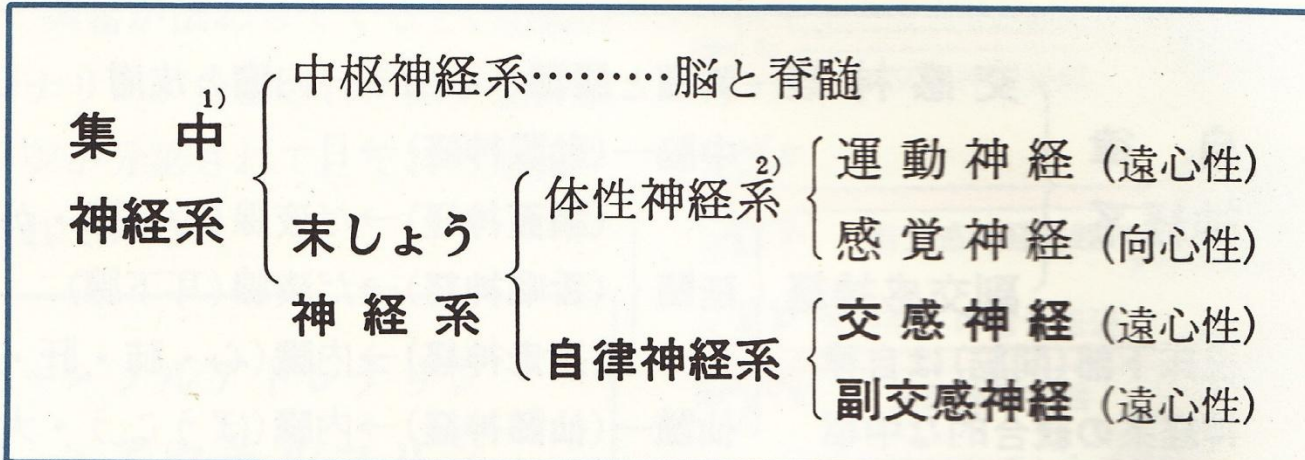 中枢神経系………脳と脊髄
集中1)
神経系
末しょう
神経系
体性神経系2)
運動神経 (遠心性)
感覚神経 (向心性)
自律神経系
交感神経 (遠心性)
副交感神経 (遠心性)